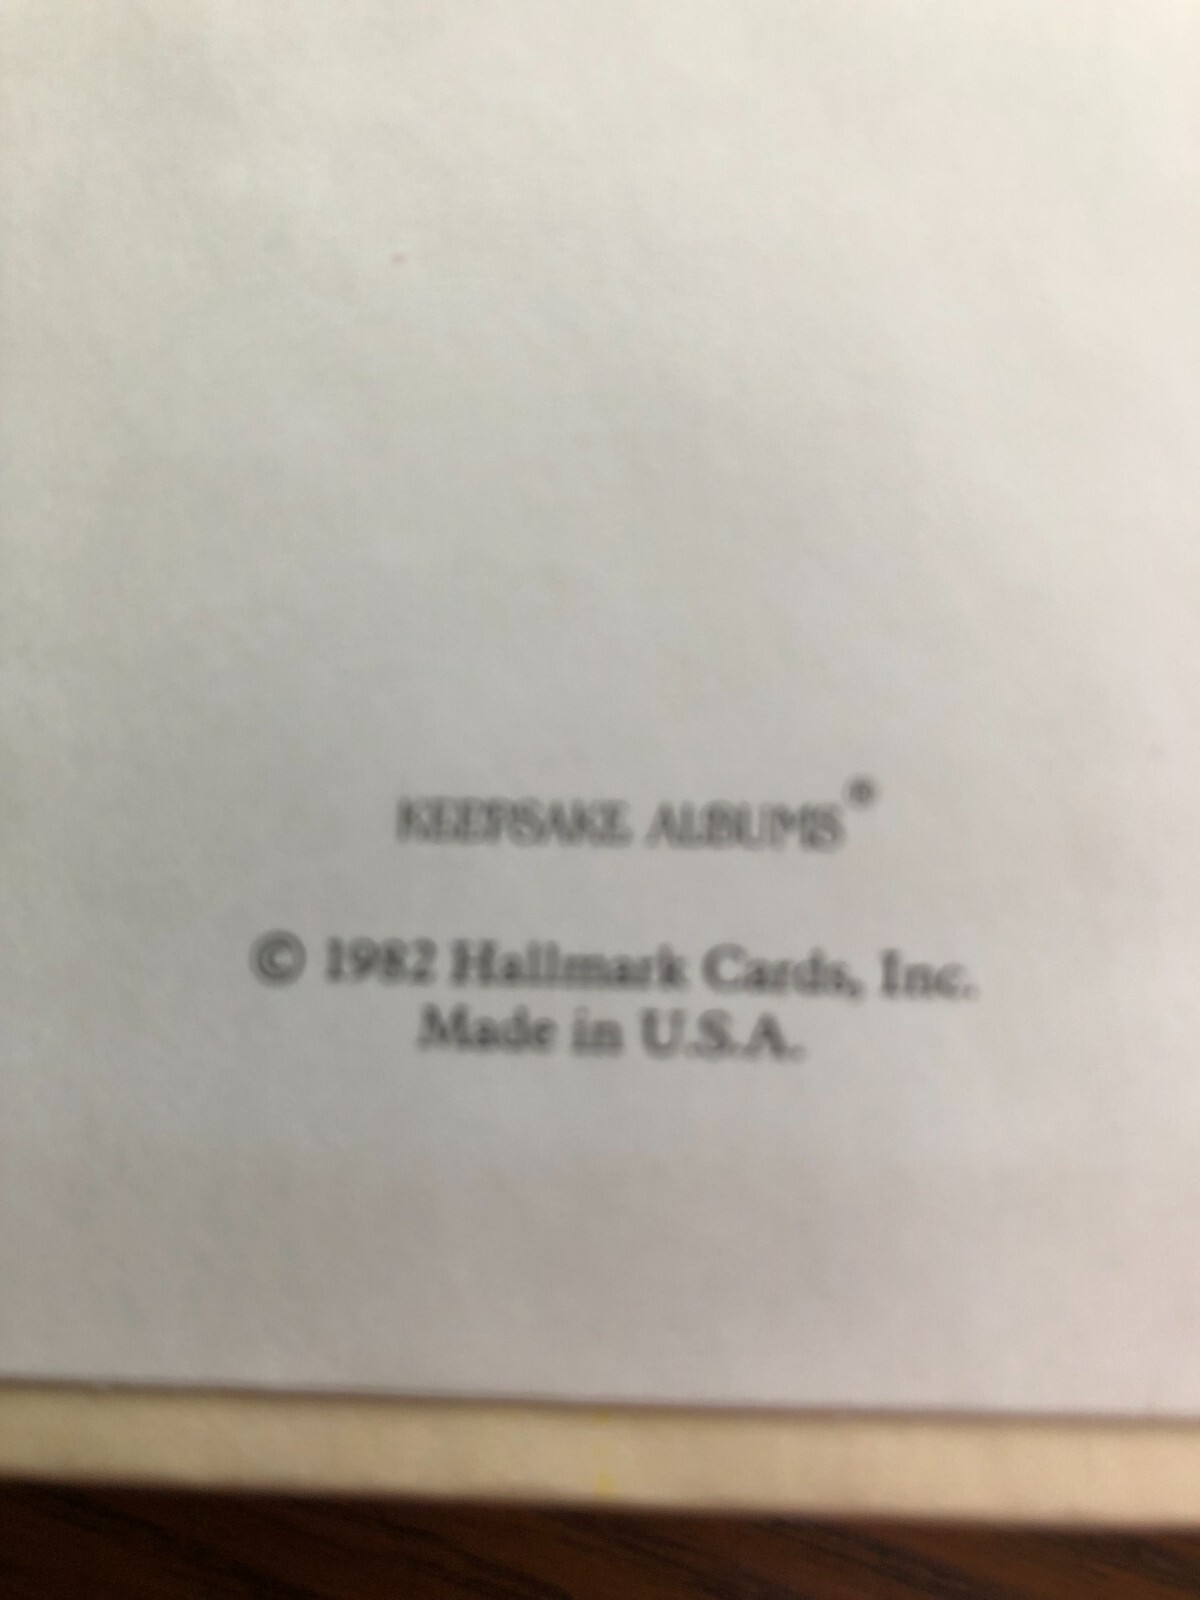 KEEPSAKE ALBUMS®
© 1982 Hallmark Cards, Inc.
Made in U.S.A.